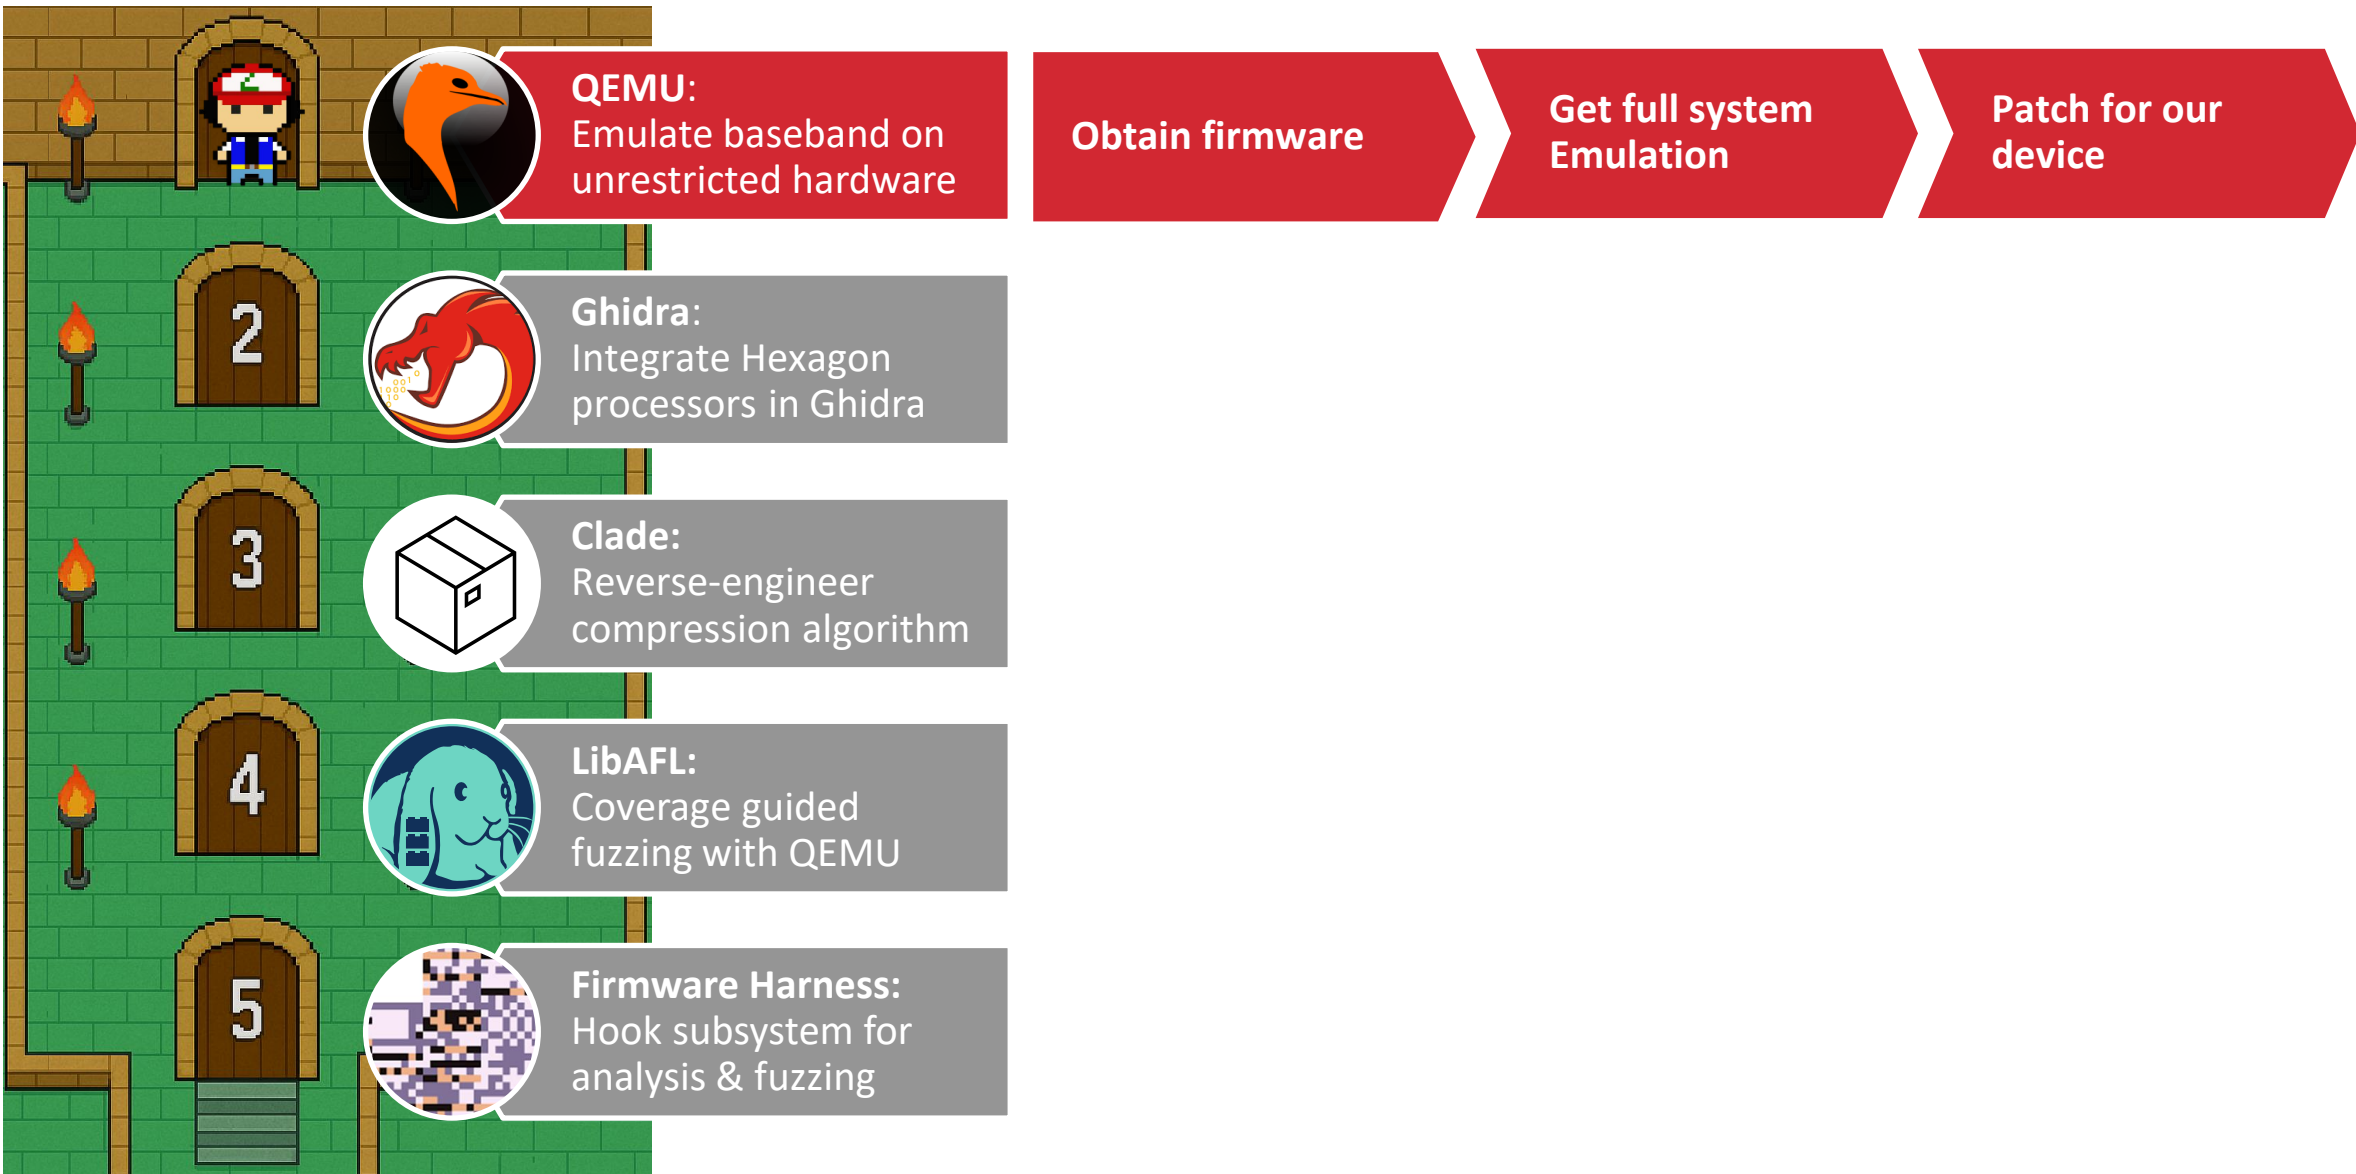 QEMU:
Emulate baseband on
unrestricted hardware
Obtain firmware
Get full system
Emulation
Patch for our
device
2
Ghidra:
Integrate Hexagon
processors in Ghidra
3
Clade:
Reverse-engineer
compression algorithm
4
LibAFL:
Coverage guided
fuzzing with QEMU
5
Firmware Harness:
Hook subsystem for
analysis & fuzzing